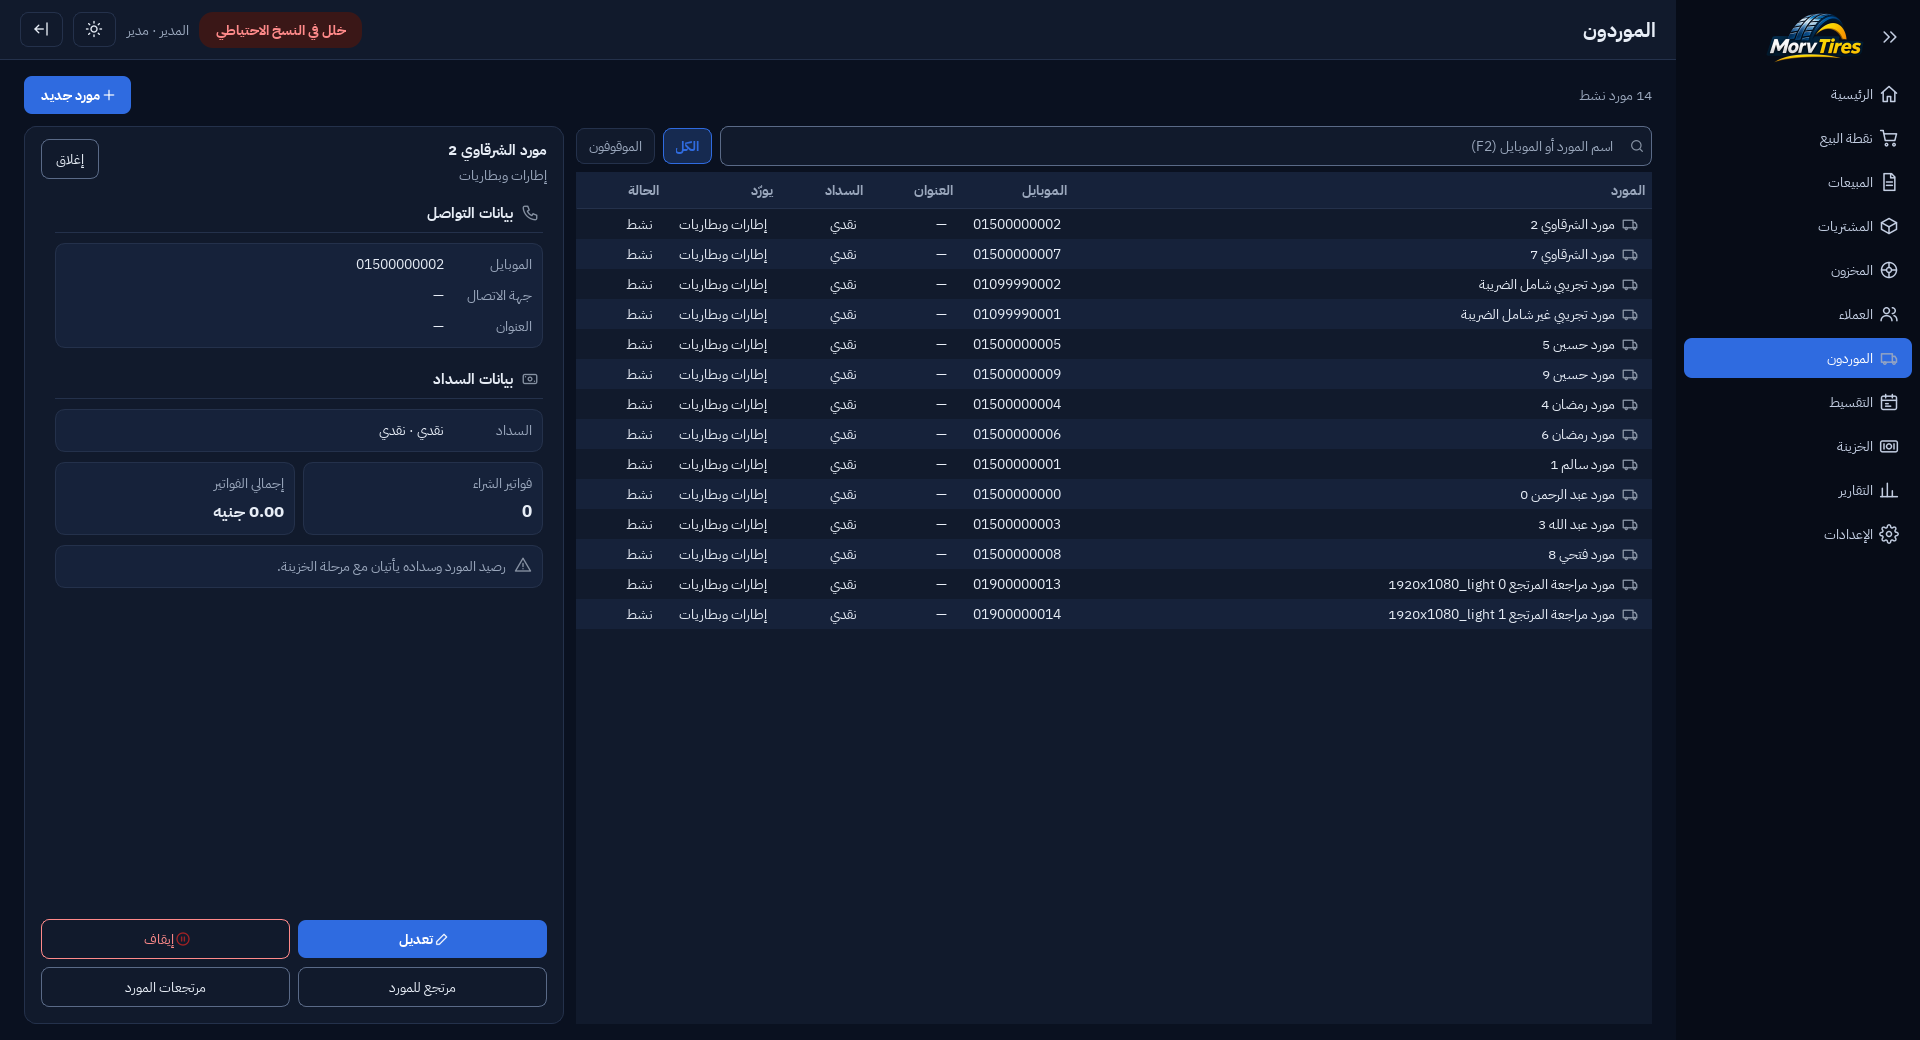 MorvTires
الرئيسية
نقطة البيع
المبيعات
المشتريات
المخزون
العملاء
الموردون
التقسيط
الخزينة
التقارير
الإعدادات
الموردون
خلل في النسخ الاحتياطي
المدير · مدير
14 مورد نشط
مورد جديد
اسم المورد أو الموبايل (F2)
الكل
الموقوفون
المورد الموبايل العنوان السداد يورّد الحالة
مورد الشرقاوي 2 01500000002 — نقدي إطارات وبطاريات نشط
مورد الشرقاوي 7 01500000007 — نقدي إطارات وبطاريات نشط
مورد تجريبي شامل الضريبة 01099990002 — نقدي إطارات وبطاريات نشط
مورد تجريبي غير شامل الضريبة 01099990001 — نقدي إطارات وبطاريات نشط
مورد حسين 5 01500000005 — نقدي إطارات وبطاريات نشط
مورد حسين 9 01500000009 — نقدي إطارات وبطاريات نشط
مورد رمضان 4 01500000004 — نقدي إطارات وبطاريات نشط
مورد رمضان 6 01500000006 — نقدي إطارات وبطاريات نشط
مورد سالم 1 01500000001 — نقدي إطارات وبطاريات نشط
مورد عبد الرحمن 0 01500000000 — نقدي إطارات وبطاريات نشط
مورد عبد الله 3 01500000003 — نقدي إطارات وبطاريات نشط
مورد فتحي 8 01500000008 — نقدي إطارات وبطاريات نشط
مورد مراجعة المرتجع 1920x1080_light 0 01900000013 — نقدي إطارات وبطاريات نشط
مورد مراجعة المرتجع 1920x1080_light 1 01900000014 — نقدي إطارات وبطاريات نشط
مورد الشرقاوي 2
إطارات وبطاريات
إغلاق
بيانات التواصل
الموبايل 01500000002
جهة الاتصال —
العنوان —
بيانات السداد
السداد نقدي · نقدي
فواتير الشراء
0
إجمالي الفواتير
0.00 جنيه
رصيد المورد وسداده يأتيان مع مرحلة الخزينة.
تعديل
إيقاف
مرتجع للمورد
مرتجعات المورد